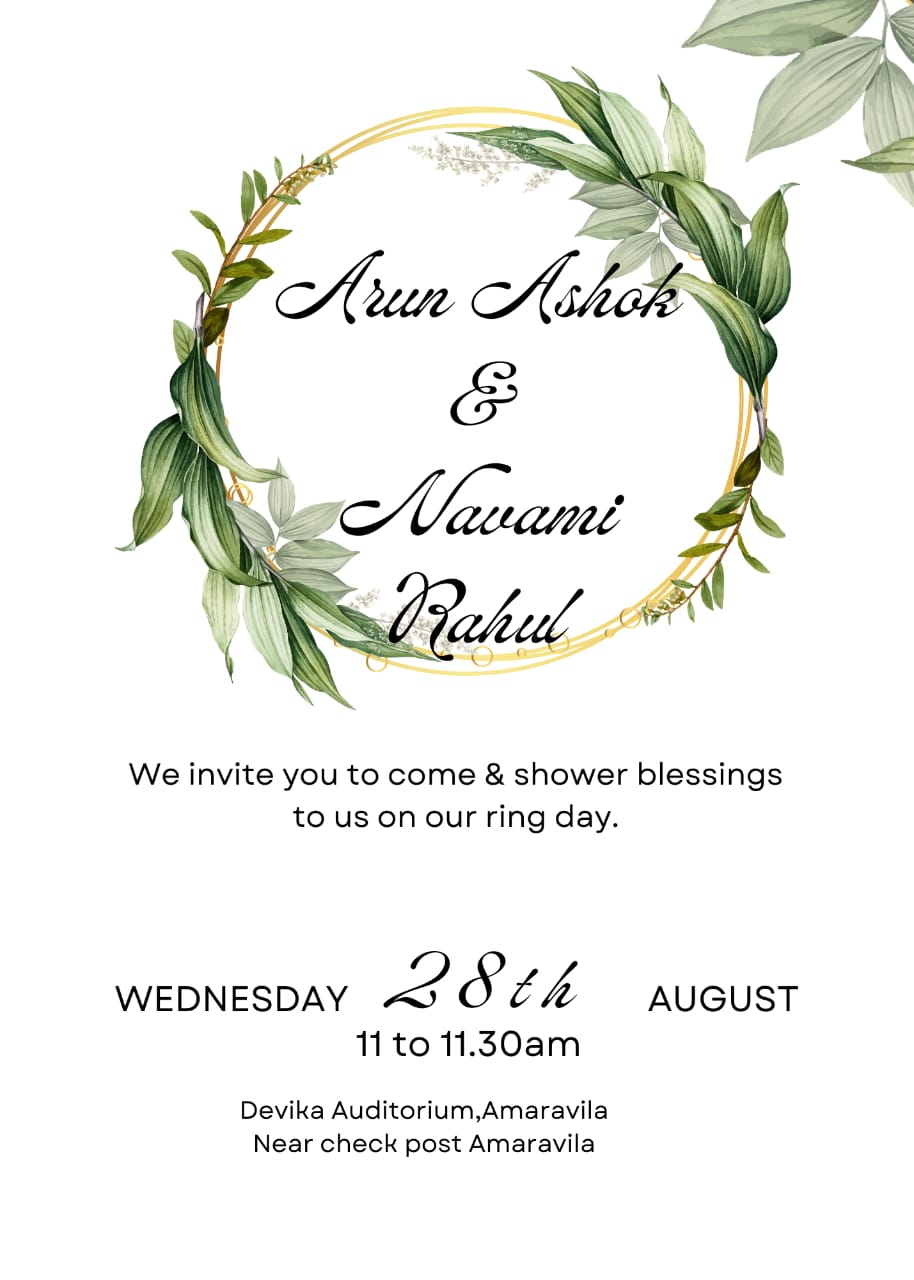 Arun Ashok
&
Navami
Rahul
We invite you to come & shower blessings
to us on our ring day.
WEDNESDAY 28th AUGUST
11 to 11.30am
Devika Auditorium,Amaravila
Near check post Amaravila